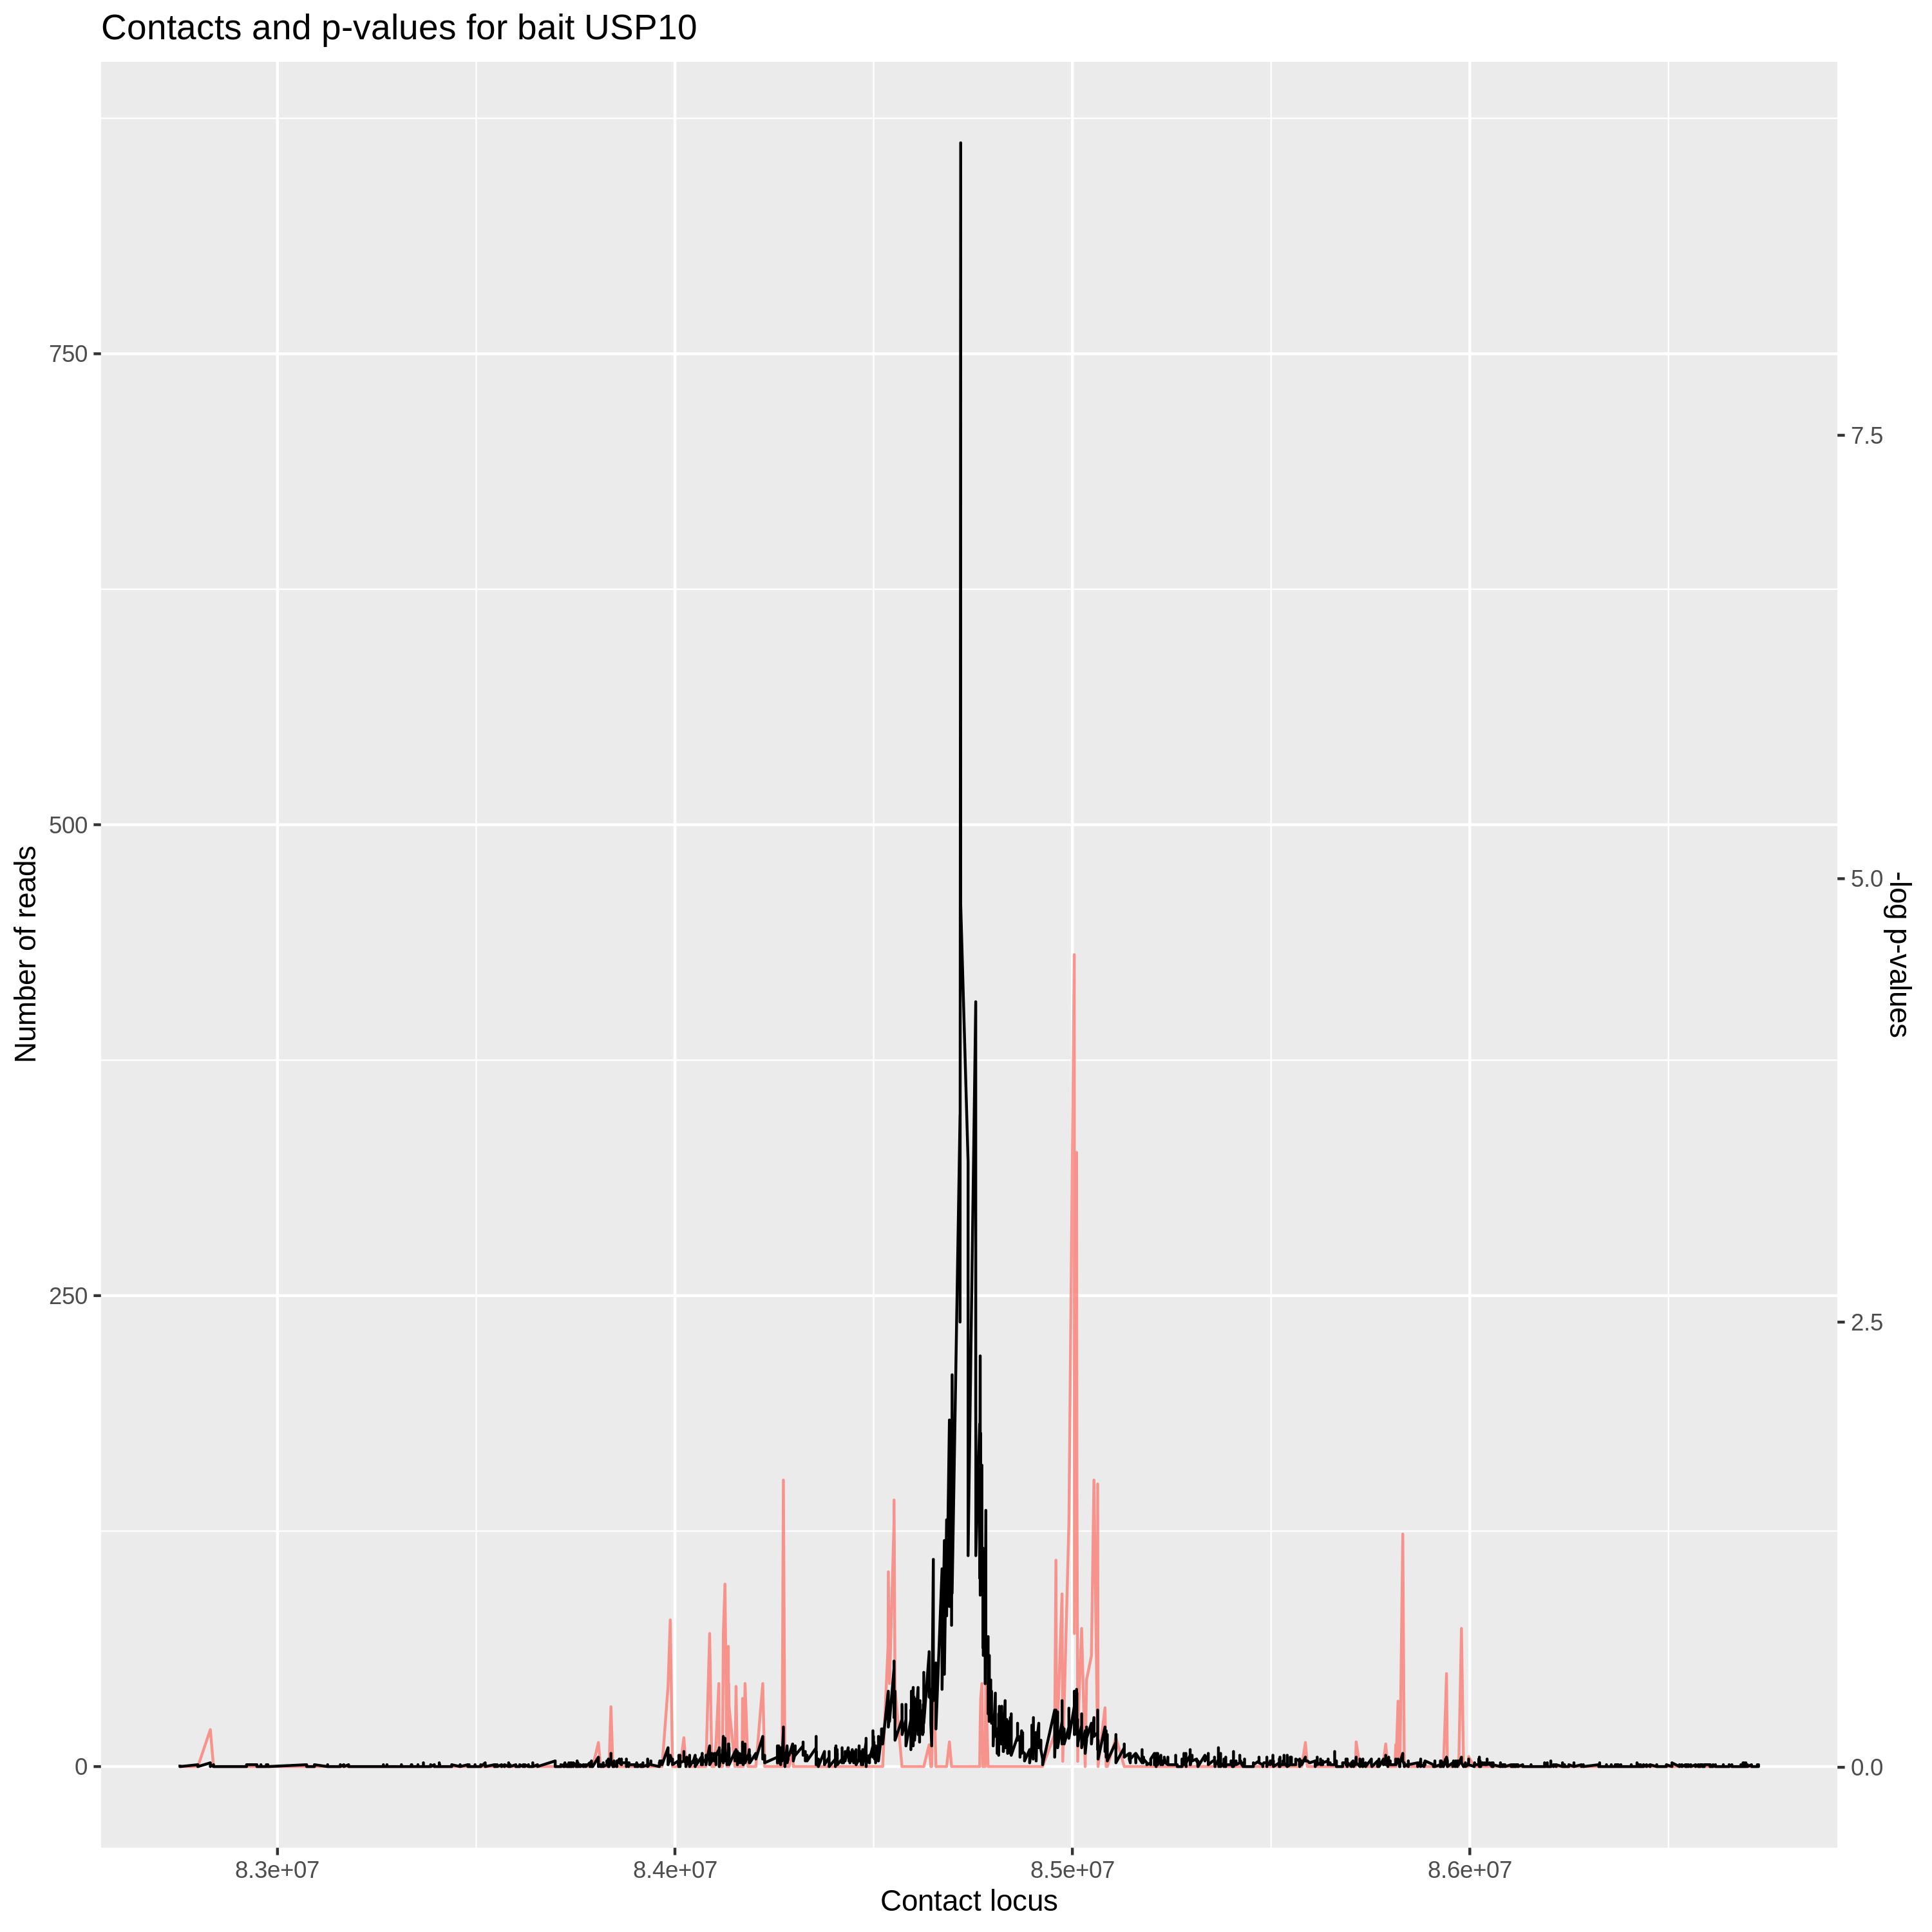 Contacts and p-values for bait USP10
750
500
250
0
Number of reads
7.5
5.0
2.5
0.0
-log p-values
8.3e+07
8.4e+07
8.5e+07
8.6e+07
Contact locus